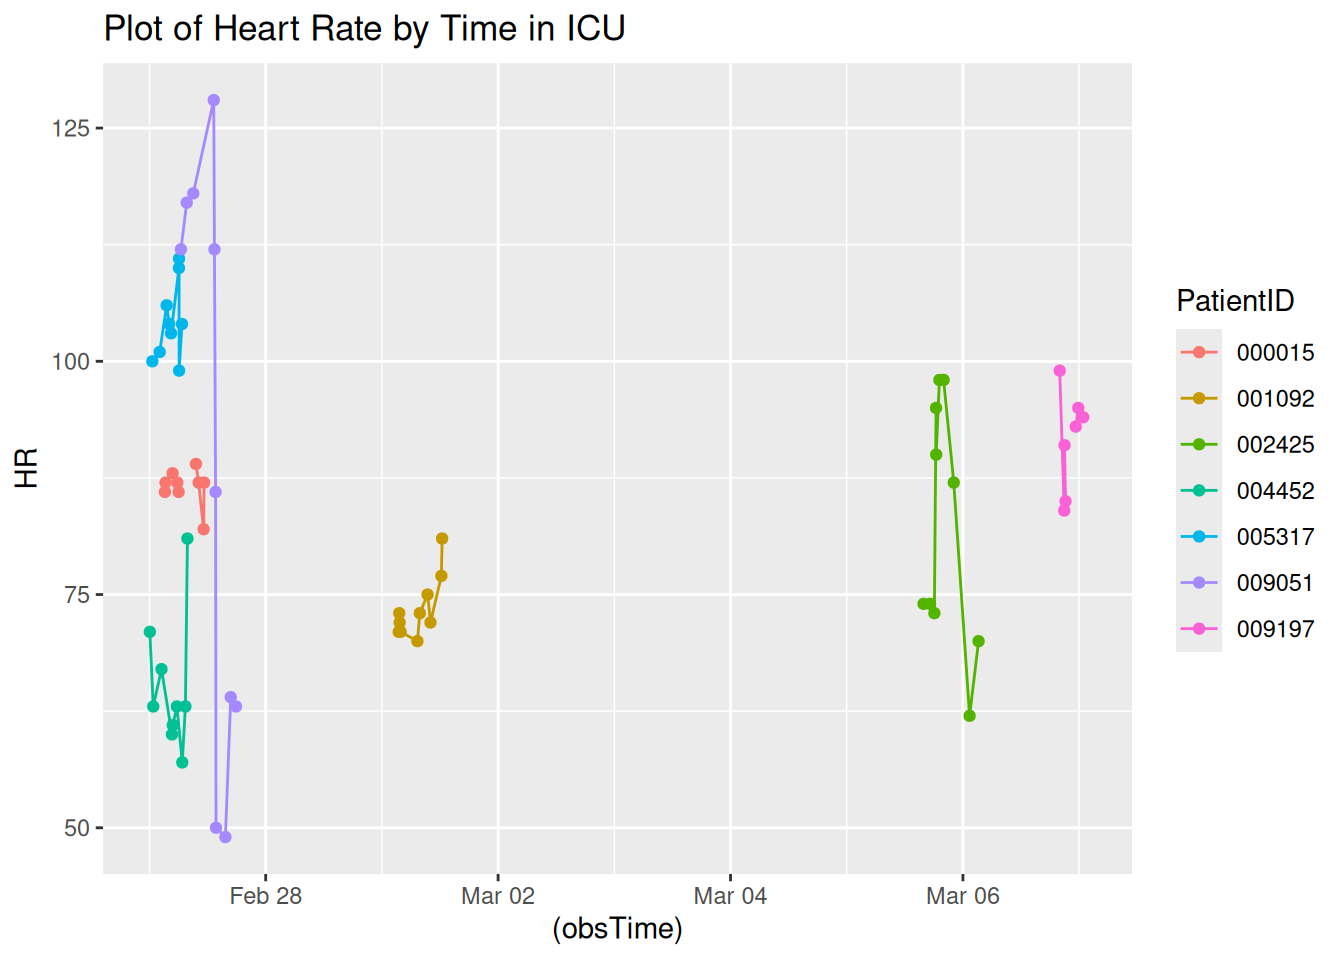 Plot of Heart Rate by Time in ICU
125
100
75
50
HR
Feb 28
Mar 02
Mar 04
Mar 06
(obsTime)
PatientID
000015
001092
002425
004452
005317
009051
009197